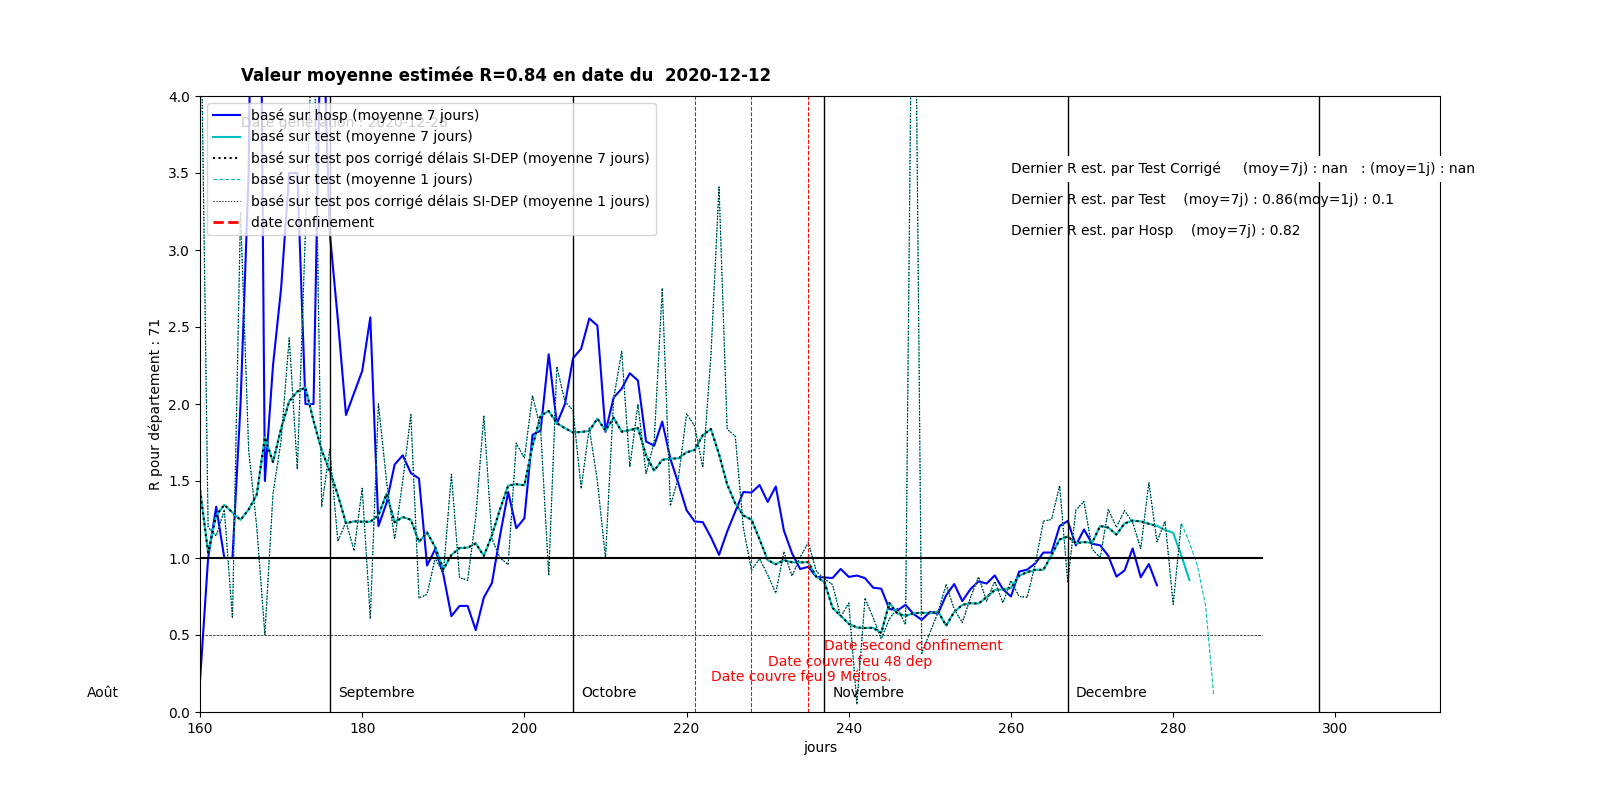 Valeur moyenne estimée R=0.84 en date du  2020-12-12
Date génération : 2020-12-28
basé sur hosp (moyenne 7 jours)
basé sur test (moyenne 7 jours)
basé sur test pos corrigé délais SI-DEP (moyenne 7 jours)
basé sur test (moyenne 1 jours)
basé sur test pos corrigé délais SI-DEP (moyenne 1 jours)
date confinement
Dernier R est. par Test Corrigé     (moy=7j) : nan   : (moy=1j) : nan
Dernier R est. par Test    (moy=7j) : 0.86(moy=1j) : 0.1
Dernier R est. par Hosp    (moy=7j) : 0.82
R pour département : 71
4.0
3.5
3.0
2.5
2.0
1.5
1.0
0.5
0.0
Date second confinement
Date couvre feu 48 dep
Date couvre feu 9 Métros.
Août
Septembre
Octobre
Novembre
Decembre
160
180
200
220
240
260
280
300
jours